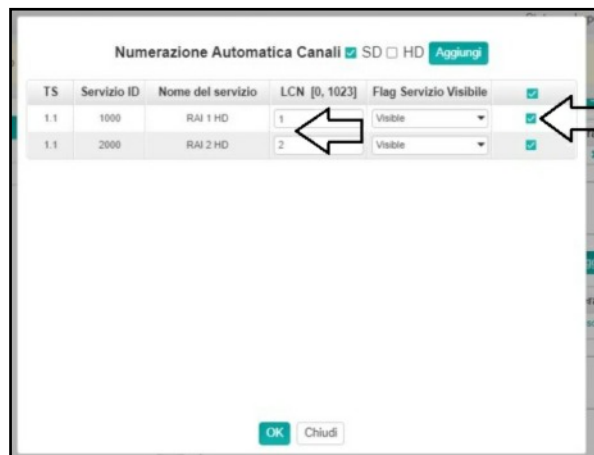 Numerazione Automatica Canali SD HD Aggiungi
TS Servizio ID Nome del servizio LCN [0, 1023] Flag Servizio Visibile
1.1 1000 RAI 1 HD 1 Visible
1.1 2000 RAI 2 HD 2 Visible
OK Chiudi